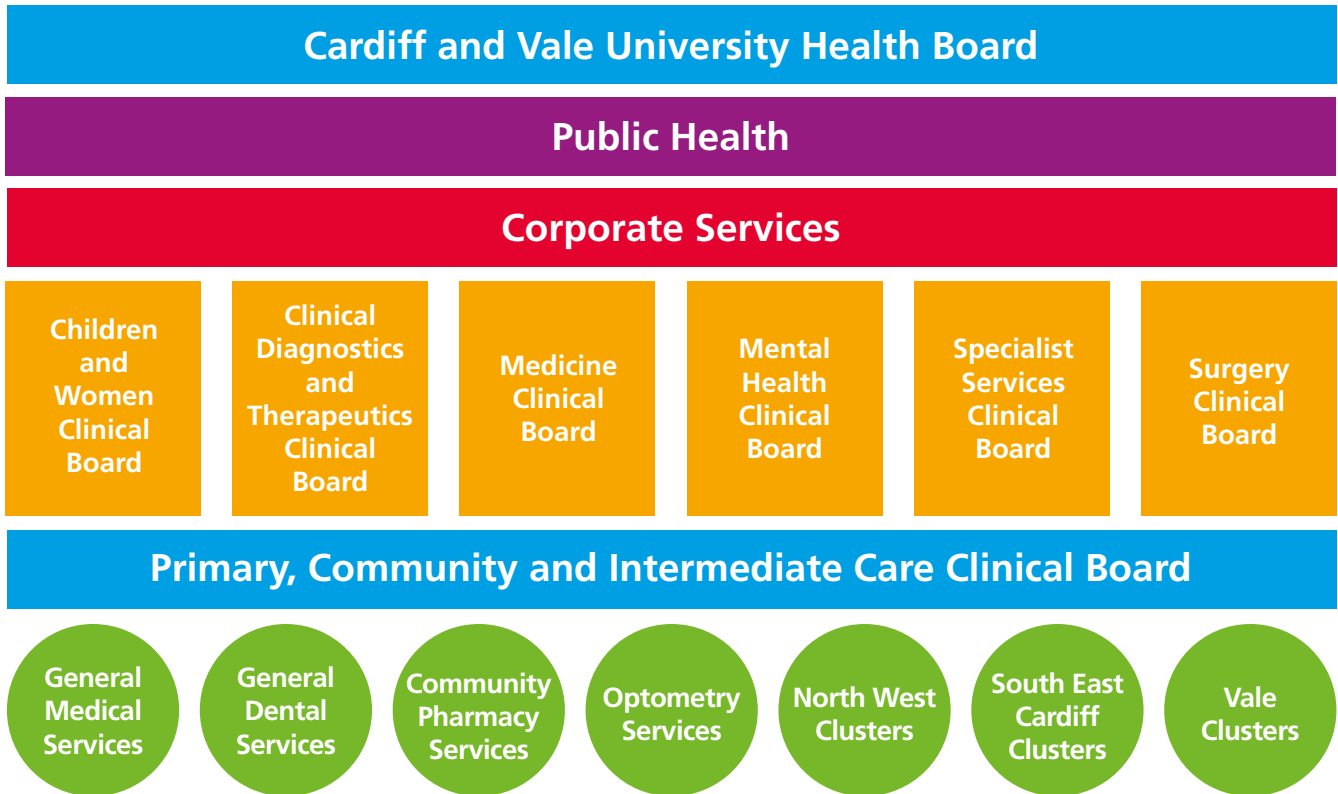 Cardiff and Vale University Health Board
Public Health
Corporate Services
Children
and
Women
Clinical
Board
Clinical
Diagnostics
and
Therapeutics
Clinical
Board
Medicine
Clinical
Board
Mental
Health
Clinical
Board
Specialist
Services
Clinical
Board
Surgery
Clinical
Board
Primary, Community and Intermediate Care Clinical Board
General
Medical
Services
General
Dental
Services
Community
Pharmacy
Services
Optometry
Services
North West
Clusters
South East
Cardiff
Clusters
Vale
Clusters